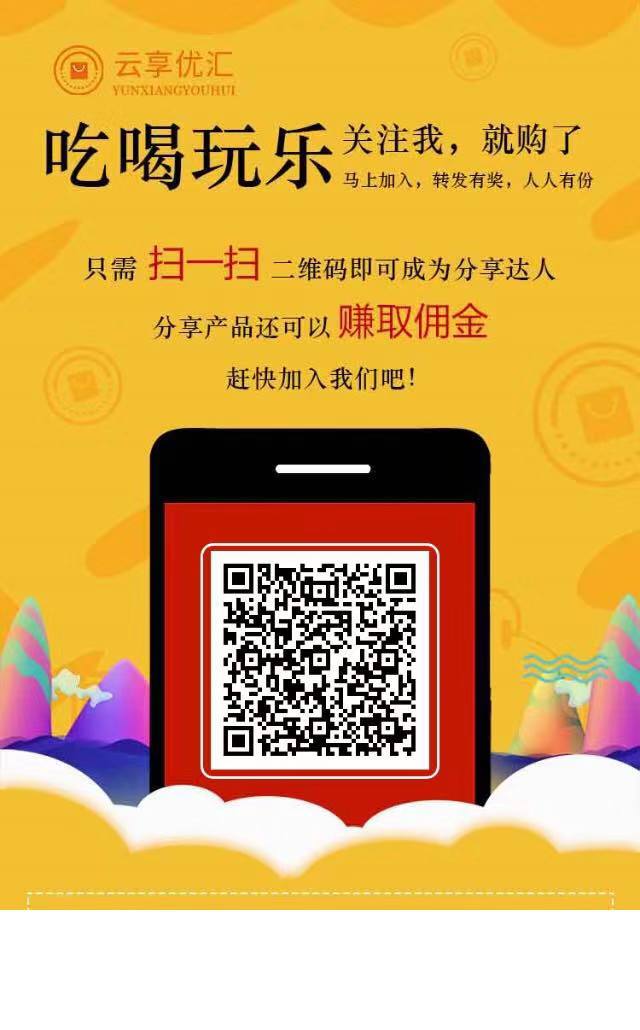 云享优汇
YUNXIANGYOUHUI
吃喝玩乐 关注我，就购了
马上加入，转发有奖，人人有份
只需 扫一扫 二维码即可成为分享达人
分享产品还可以 赚取佣金
赶快加入我们吧！